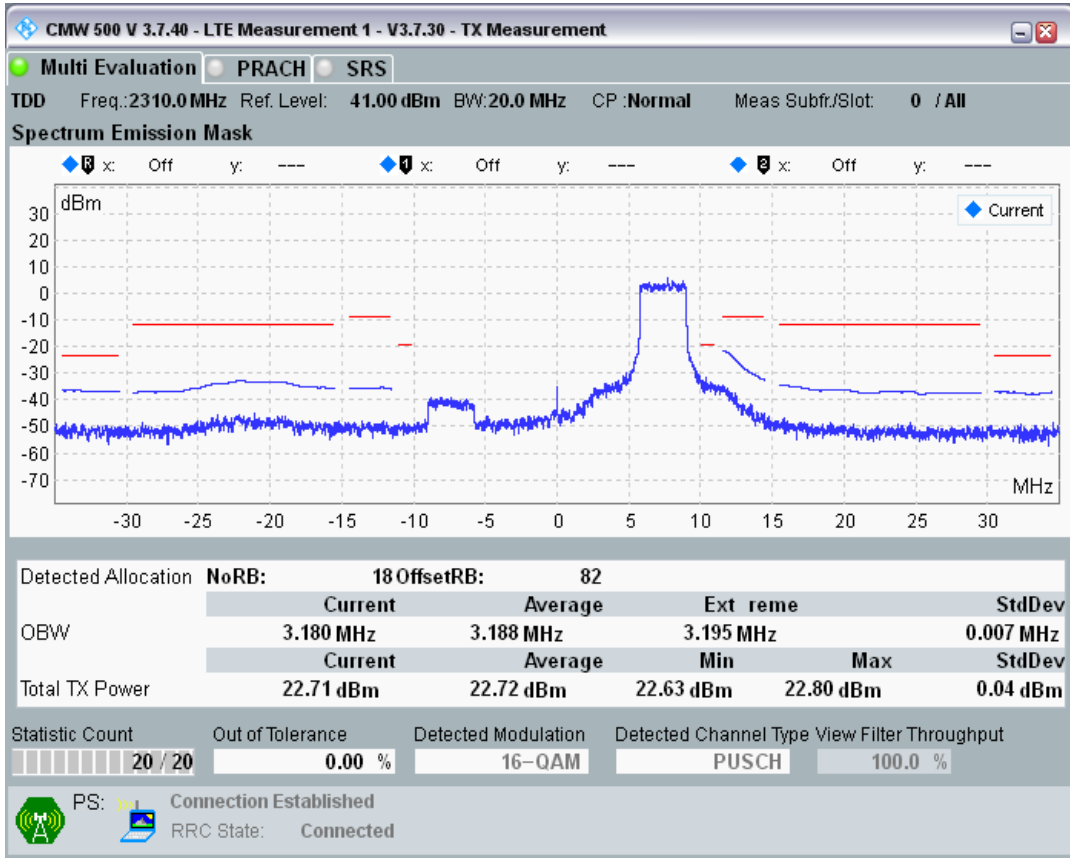 CMW 500 V 3.7.40 - LTE Measurement 1 - V3.7.30 - TX Measurement
Multi Evaluation PRACH SRS
TDD Freq.:2310.0 MHz Ref. Level: 41.00 dBm BW:20.0 MHz CP :Normal Meas Subfr./Slot: 0 / All
Spectrum Emission Mask
R x: Off y: --- 1 x: Off y: --- 2 x: Off y: ---
dBm
Current
30
20
10
0
-10
-20
-30
-40
-50
-60
-70
MHz
-30 -25 -20 -15 -10 -5 0 5 10 15 20 25 30
Detected Allocation NoRB: 18 OffsetRB: 82
Current Average Ext reme StdDev
OBW 3.180 MHz 3.188 MHz 3.195 MHz 0.007 MHz
Current Average Min Max StdDev
Total TX Power 22.71 dBm 22.72 dBm 22.63 dBm 22.80 dBm 0.04 dBm
Statistic Count Out of Tolerance Detected Modulation Detected Channel Type View Filter Throughput
20 / 20 0.00 % 16-QAM PUSCH 100.0 %
PS: Connection Established
RRC State: Connected